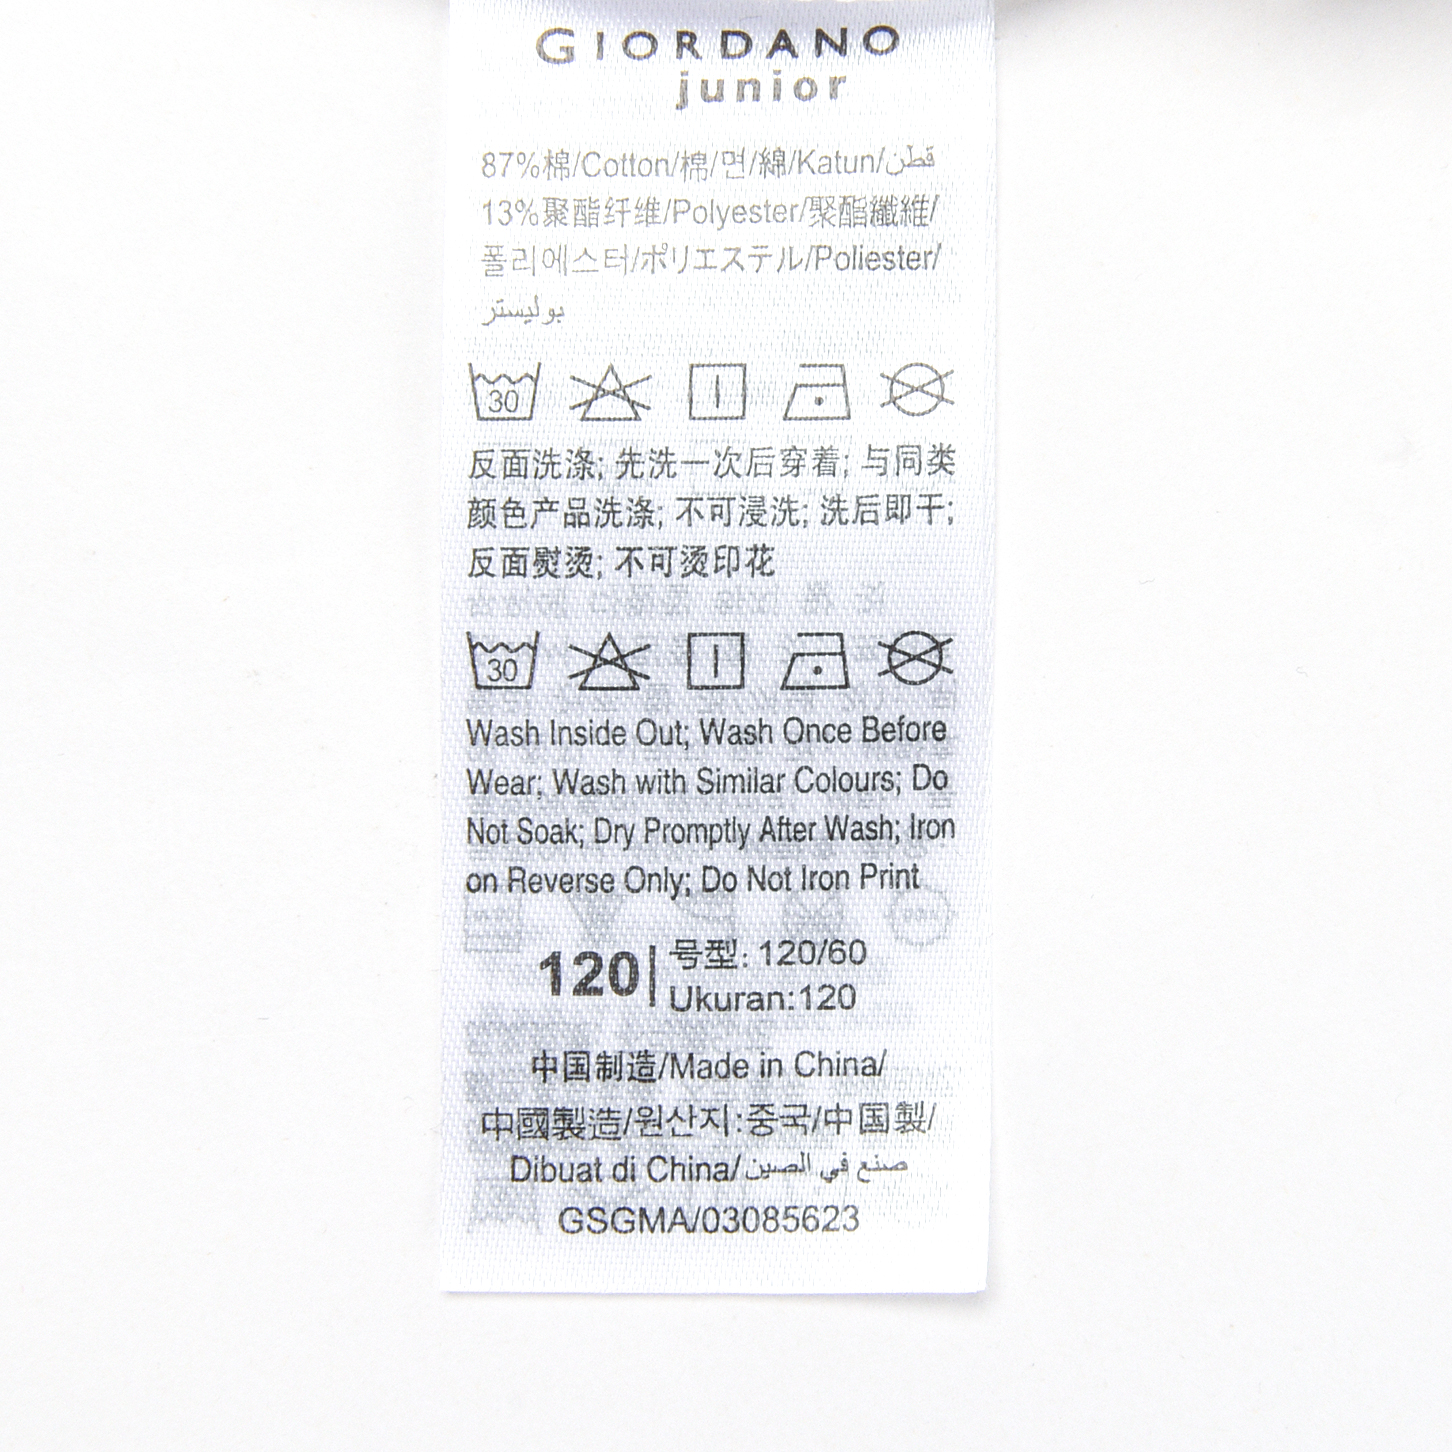 GIORDANO
junior
87%棉/Cotton/棉/면/綿/Katun/قطن
13%聚酯纤维/Polyester/聚酯纖維/
폴리에스터/ポリエステル/Poliester/
بوليستر
30
反面洗涤; 先洗一次后穿着; 与同类
颜色产品洗涤; 不可浸洗; 洗后即干;
反面熨烫; 不可烫印花
30
Wash Inside Out; Wash Once Before
Wear; Wash with Similar Colours; Do
Not Soak; Dry Promptly After Wash; Iron
on Reverse Only; Do Not Iron Print
120 | 号型: 120/60
Ukuran:120
中国制造/Made in China/
中國製造/원산지:중국/中国製/
Dibuat di China/صنع في الصين
GSGMA/03085623